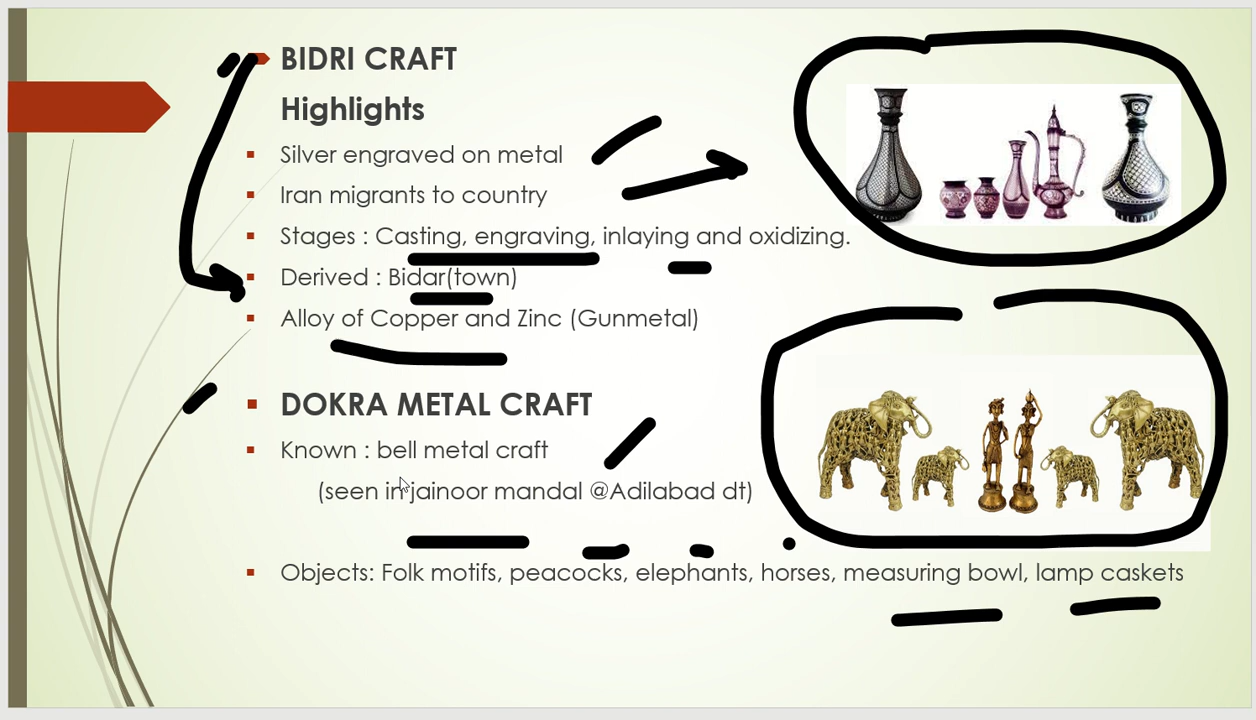 BIDRI CRAFT
Highlights
Silver engraved on metal
Iran migrants to country
Stages : Casting, engraving, inlaying and oxidizing.
Derived : Bidar(town)
Alloy of Copper and Zinc (Gunmetal)
DOKRA METAL CRAFT
Known : bell metal craft
(seen in jainoor mandal @Adilabad dt)
Objects: Folk motifs, peacocks, elephants, horses, measuring bowl, lamp caskets